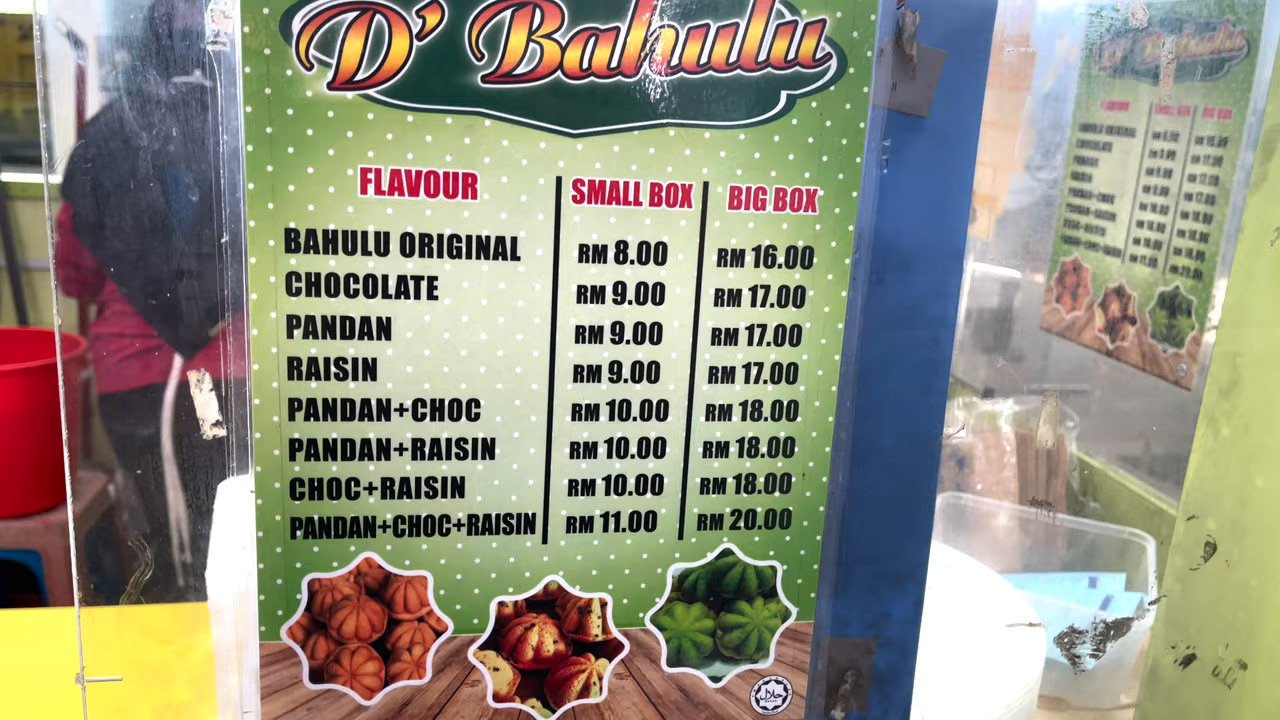 D' Bahulu
FLAVOUR SMALL BOX BIG BOX
BAHULU ORIGINAL RM 8.00 RM 16.00
CHOCOLATE RM 9.00 RM 17.00
PANDAN RM 9.00 RM 17.00
RAISIN RM 9.00 RM 17.00
PANDAN+CHOC RM 10.00 RM 18.00
PANDAN+RAISIN RM 10.00 RM 18.00
CHOC+RAISIN RM 10.00 RM 18.00
PANDAN+CHOC+RAISIN RM 11.00 RM 20.00
حلال